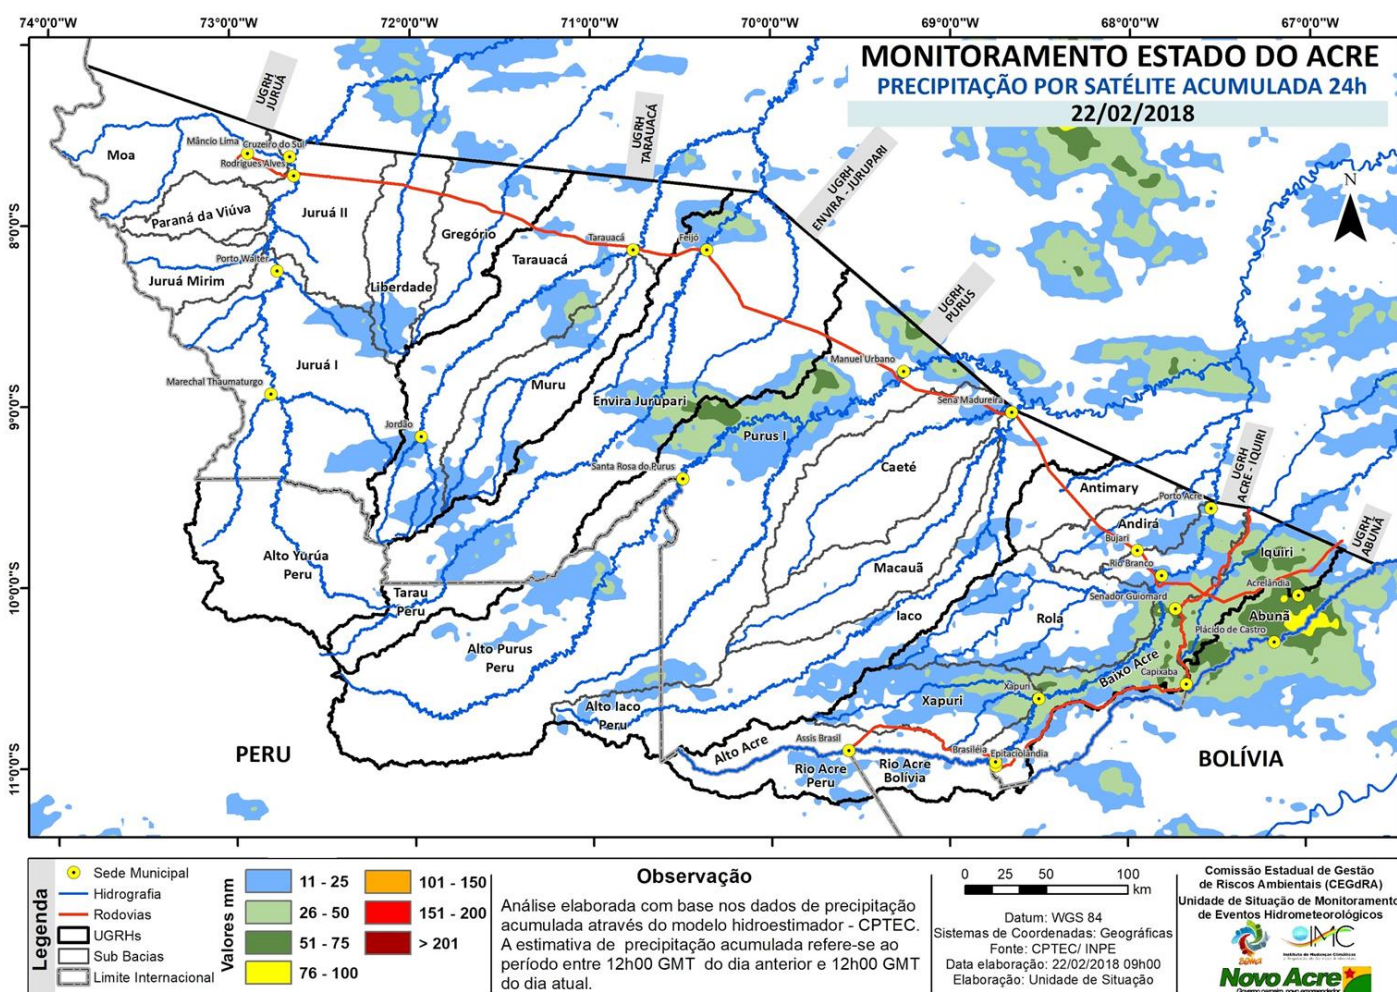 74°0'0"W 73°0'0"W 72°0'0"W 71°0'0"W 70°0'0"W 69°0'0"W 68°0'0"W 67°0'0"W
MONITORAMENTO ESTADO DO ACRE
PRECIPITAÇÃO POR SATÉLITE ACUMULADA 24h
22/02/2018
N
UGRH
JURUÁ
UGRH
TARAUACÁ
UGRH
ENVIRA - JURUPARI
UGRH
PURUS
UGRH
ACRE - IQUIRI
UGRH
ABUNÃ
8°0'0"S
9°0'0"S
10°0'0"S
11°0'0"S
Mâncio Lima
Cruzeiro do Sul
Rodrigues Alves
Moa
Paraná da Viúva
Juruá II
Gregório
Tarauacá
Tarauacá
Feijó
Porto Walter
Juruá Mirim
Liberdade
Manuel Urbano
Juruá I
Marechal Thaumaturgo
Muru
Envira Jurupari
Sena Madureira
Jordão
Purus I
Santa Rosa do Purus
Caeté
Antimary
Porto Acre
Andirá
Bujari
Iquiri
Alto Yurúa
Peru
Macauã
Rio Branco
Acrelândia
Tarau
Peru
Senador Guiomard
Iaco
Rola
Abunã
Plácido de Castro
Alto Purus
Peru
Baixo Acre
Capixaba
Xapuri
Xapuri
Alto Iaco
Peru
PERU
Alto Acre
Assis Brasil
Brasiléia
Epitaciolândia
Rio Acre
Peru
Rio Acre
Bolívia
BOLÍVIA
Legenda
Sede Municipal
Hidrografia
Rodovias
UGRHs
Sub Bacias
Limite Internacional
Valores mm
11 - 25
26 - 50
51 - 75
76 - 100
101 - 150
151 - 200
> 201
Observação
Análise elaborada com base nos dados de precipitação
acumulada através do modelo hidroestimador - CPTEC.
A estimativa de precipitação acumulada refere-se ao
período entre 12h00 GMT do dia anterior e 12h00 GMT
do dia atual.
0 25 50 100
km
Datum: WGS 84
Sistemas de Coordenadas: Geográficas
Fonte: CPTEC/ INPE
Data elaboração: 22/02/2018 09h00
Elaboração: Unidade de Situação
Comissão Estadual de Gestão
de Riscos Ambientais (CEGdRA)
Unidade de Situação de Monitoramento
de Eventos Hidrometeorológicos
IMC
Novo Acre